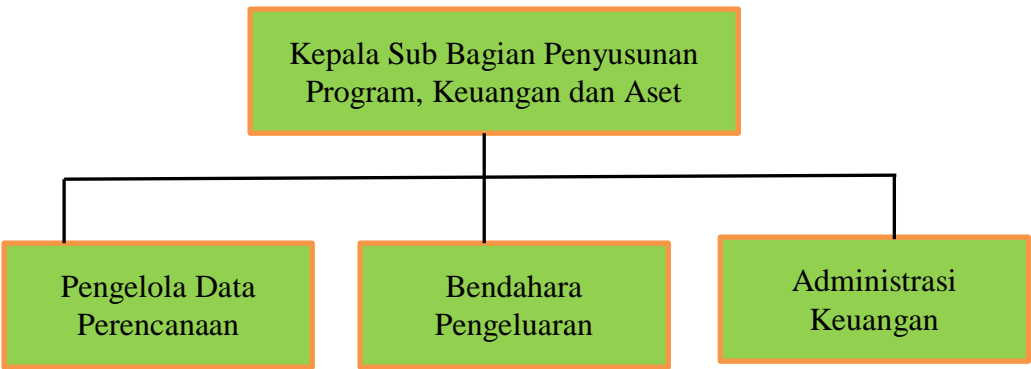 Kepala Sub Bagian Penyusunan
Program, Keuangan dan Aset
Pengelola Data
Perencanaan
Bendahara
Pengeluaran
Administrasi
Keuangan